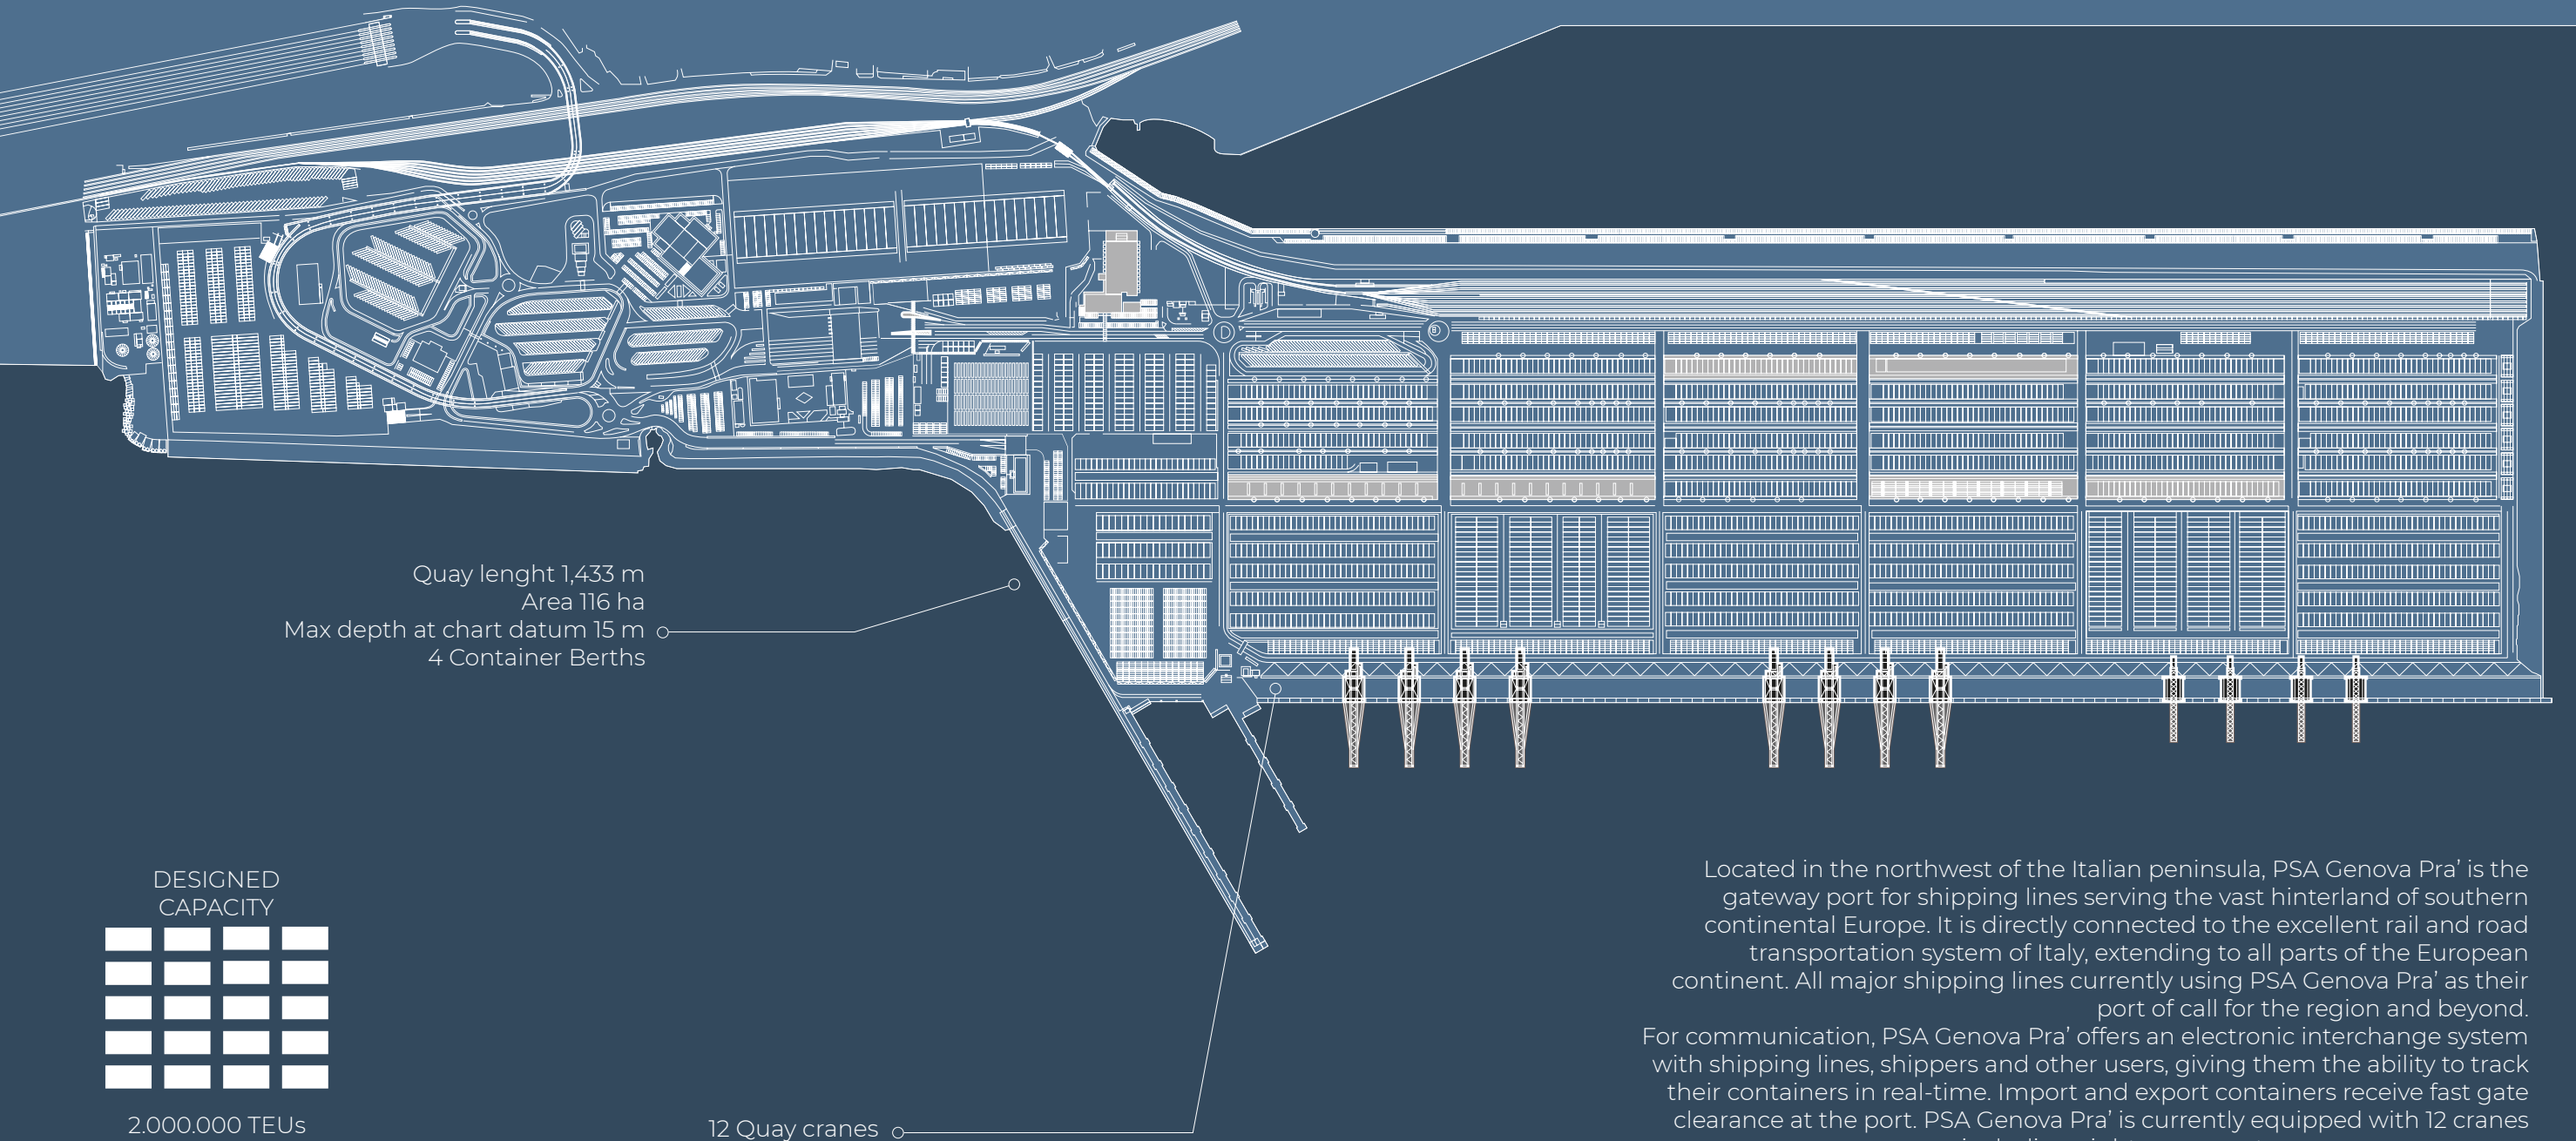 Quay lenght 1,433 m
Area 116 ha
Max depth at chart datum 15 m
4 Container Berths
DESIGNED
CAPACITY
2.000.000 TEUs
12 Quay cranes
Located in the northwest of the Italian peninsula, PSA Genova Pra’ is the
gateway port for shipping lines serving the vast hinterland of southern
continental Europe. It is directly connected to the excellent rail and road
transportation system of Italy, extending to all parts of the European
continent. All major shipping lines currently using PSA Genova Pra’ as their
port of call for the region and beyond.
For communication, PSA Genova Pra’ offers an electronic interchange system
with shipping lines, shippers and other users, giving them the ability to track
their containers in real-time. Import and export containers receive fast gate
clearance at the port. PSA Genova Pra’ is currently equipped with 12 cranes